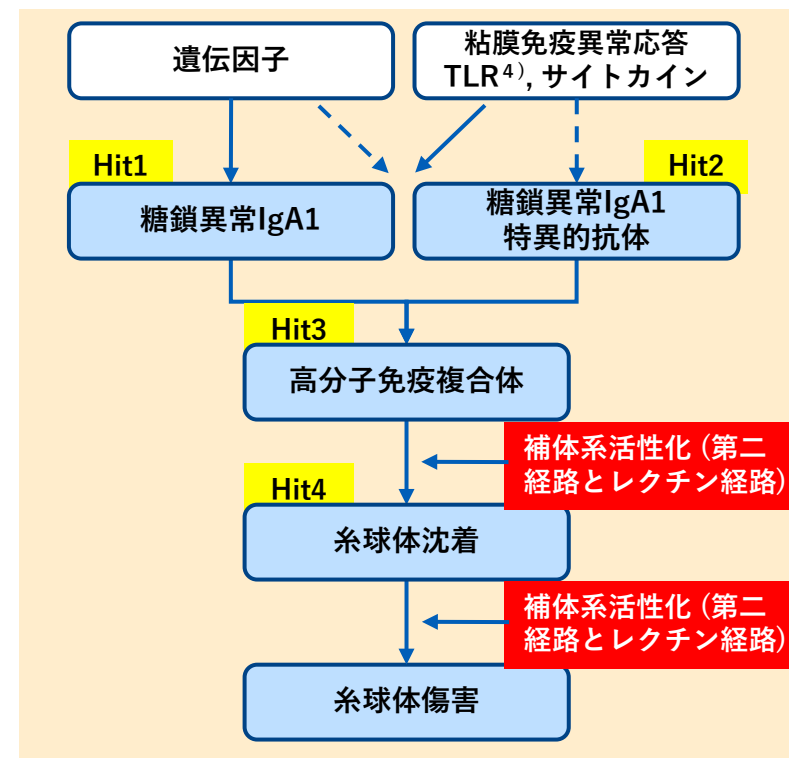 遺伝因子
粘膜免疫異常応答
TLR⁴⁾, サイトカイン
Hit1
Hit2
糖鎖異常IgA1
糖鎖異常IgA1
特異的抗体
Hit3
高分子免疫複合体
補体系活性化 (第二
経路とレクチン経路)
Hit4
糸球体沈着
補体系活性化 (第二
経路とレクチン経路)
糸球体傷害